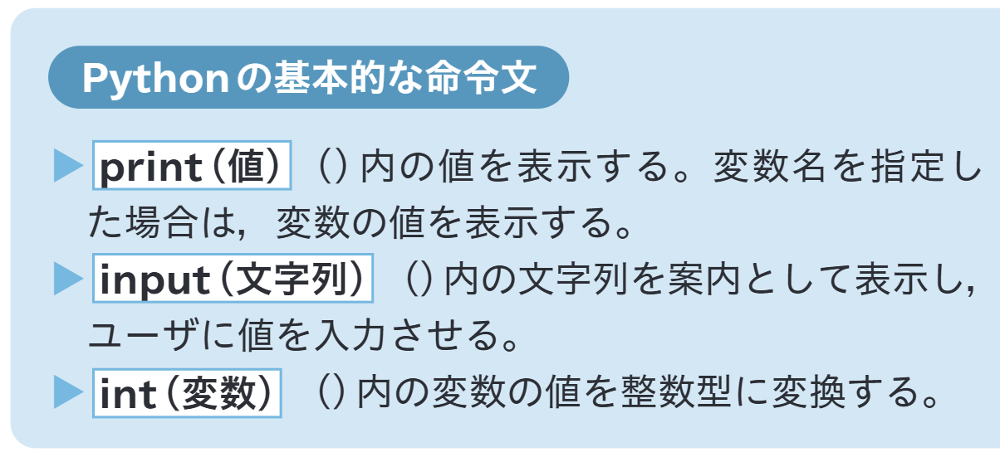 Pythonの基本的な命令文
▶ print(値) ()内の値を表示する。変数名を指定し
た場合は，変数の値を表示する。
▶ input(文字列) ()内の文字列を案内として表示し，
ユーザに値を入力させる。
▶ int(変数) ()内の変数の値を整数型に変換する。